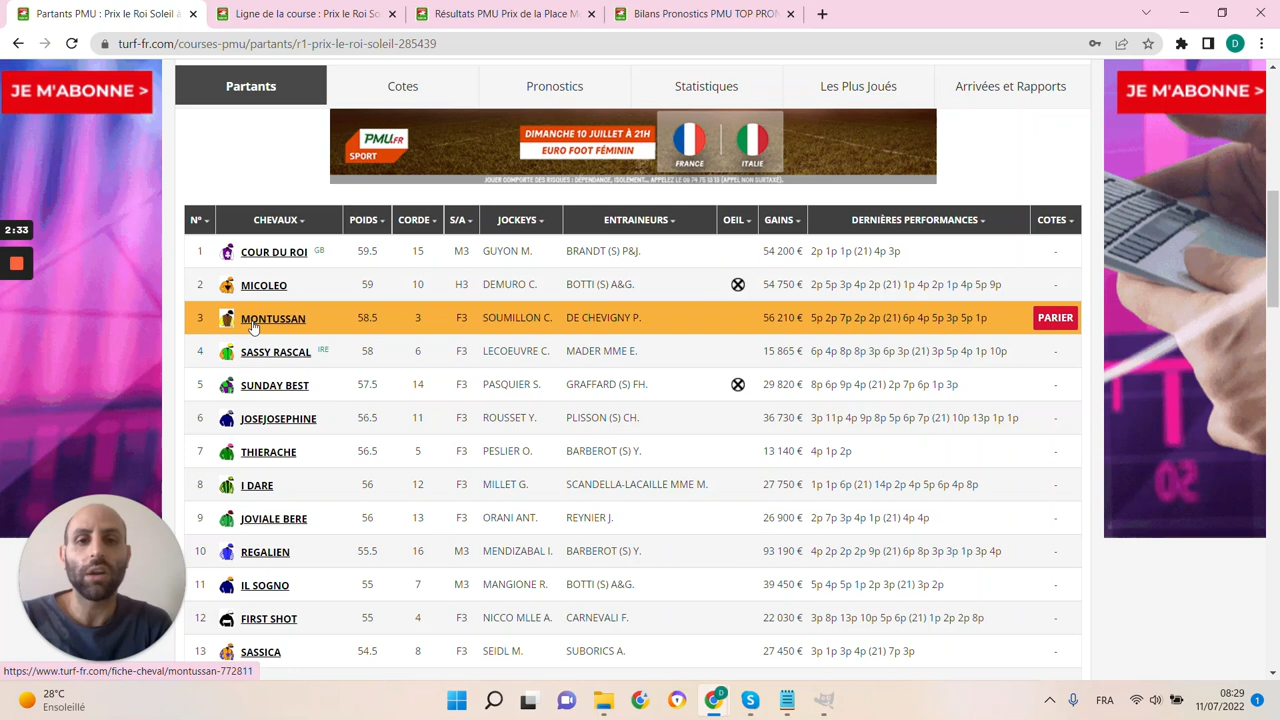 Partants PMU : Prix le Roi Soleil à
Ligne de la course : Prix le Roi So
Résultats PMU Prix de la Place M
Bilans Pronostics PMU TOP PRON
turf-fr.com/courses-pmu/partants/r1-prix-le-roi-soleil-285439
D
JE M'ABONNE >
JE M'ABONNE >
Partants Cotes Pronostics Statistiques Les Plus Joués Arrivées et Rapports
PMU.FR SPORT
DIMANCHE 10 JUILLET À 21H
EURO FOOT FÉMININ
FRANCE ITALIE
JOUER COMPORTE DES RISQUES : DÉPENDANCE, ISOLEMENT... APPELEZ LE 09 74 75 13 13 (APPEL NON SURTAXÉ).
2:33
N° CHEVAUX POIDS CORDE S/A JOCKEYS ENTRAINEURS OEIL GAINS DERNIÈRES PERFORMANCES COTES
1 COUR DU ROI GB 59.5 15 M3 GUYON M. BRANDT (S) P&J. 54 200 € 2p 1p 1p (21) 4p 3p -
2 MICOLEO 59 10 H3 DEMURO C. BOTTI (S) A&G. 54 750 € 2p 5p 3p 4p 2p (21) 1p 4p 2p 1p 4p 5p 9p -
3 MONTUSSAN 58.5 3 F3 SOUMILLON C. DE CHEVIGNY P. 56 210 € 5p 2p 7p 2p 2p (21) 6p 4p 5p 3p 5p 1p PARIER
4 SASSY RASCAL IRE 58 6 F3 LECOEUVRE C. MADER MME E. 15 865 € 6p 4p 8p 8p 3p 6p 3p (21) 3p 5p 4p 1p 10p -
5 SUNDAY BEST 57.5 14 F3 PASQUIER S. GRAFFARD (S) FH. 29 820 € 8p 6p 9p 4p (21) 2p 7p 6p 1p 3p -
6 JOSEJOSEPHINE 56.5 11 F3 ROUSSET Y. PLISSON (S) CH. 36 730 € 3p 11p 4p 9p 8p 5p 6p 7p (21) 10p 13p 1p 1p -
7 THIERACHE 56.5 5 F3 PESLIER O. BARBEROT (S) Y. 13 140 € 4p 1p 2p -
8 I DARE 56 12 F3 MILLET G. SCANDELLA-LACAILLE MME M. 27 750 € 1p 1p 6p (21) 14p 2p 4p 5p 6p 4p 8p -
9 JOVIALE BERE 56 13 F3 ORANI ANT. REYNIER J. 26 900 € 2p 7p 3p 4p 1p (21) 4p 4p -
10 REGALIEN 55.5 16 M3 MENDIZABAL I. BARBEROT (S) Y. 93 190 € 4p 2p 2p 2p 9p (21) 6p 8p 3p 3p 1p 3p 4p -
11 IL SOGNO 55 7 M3 MANGIONE R. BOTTI (S) A&G. 39 450 € 5p 4p 5p 1p 2p 3p (21) 3p 2p -
12 FIRST SHOT 55 4 F3 NICCO MLLE A. CARNEVALI F. 22 030 € 3p 8p 13p 10p 5p 6p (21) 1p 2p 2p 8p -
13 SASSICA 54.5 8 F3 SEIDL M. SUBORICS A. 27 450 € 1p 3p 3p 4p (21) 7p 3p -
https://www.turf-fr.com/fiche-cheval/montussan-772811
28°C
Ensoleillé
FRA
08:29
11/07/2022
1